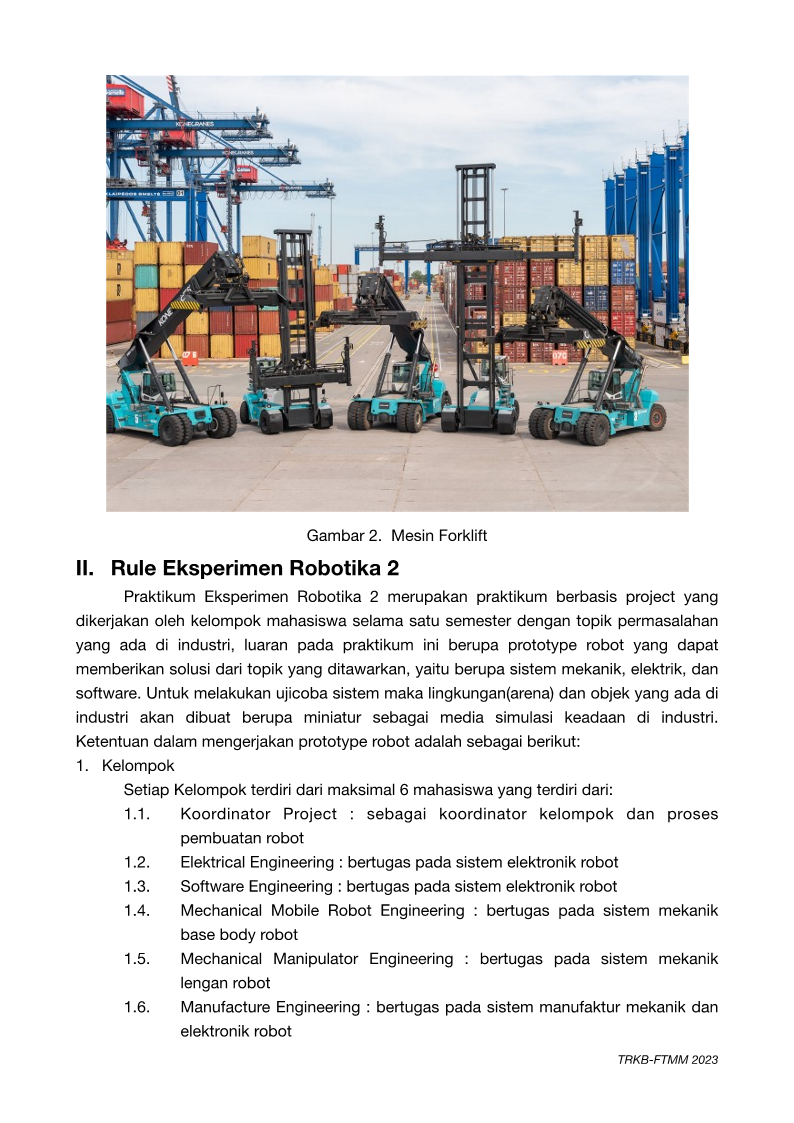 KONECRANES
KONECRANES
KONECRANES
KLAIPĖDOS SMELTĖ
01
KONE
07
070
Gambar 2. Mesin Forklift
II. Rule Eksperimen Robotika 2
Praktikum Eksperimen Robotika 2 merupakan praktikum berbasis project yang
dikerjakan oleh kelompok mahasiswa selama satu semester dengan topik permasalahan
yang ada di industri, luaran pada praktikum ini berupa prototype robot yang dapat
memberikan solusi dari topik yang ditawarkan, yaitu berupa sistem mekanik, elektrik, dan
software. Untuk melakukan ujicoba sistem maka lingkungan(arena) dan objek yang ada di
industri akan dibuat berupa miniatur sebagai media simulasi keadaan di industri.
Ketentuan dalam mengerjakan prototype robot adalah sebagai berikut:
1. Kelompok
Setiap Kelompok terdiri dari maksimal 6 mahasiswa yang terdiri dari:
1.1. Koordinator Project : sebagai koordinator kelompok dan proses
pembuatan robot
1.2. Elektrical Engineering : bertugas pada sistem elektronik robot
1.3. Software Engineering : bertugas pada sistem elektronik robot
1.4. Mechanical Mobile Robot Engineering : bertugas pada sistem mekanik
base body robot
1.5. Mechanical Manipulator Engineering : bertugas pada sistem mekanik
lengan robot
1.6. Manufacture Engineering : bertugas pada sistem manufaktur mekanik dan
elektronik robot
TRKB-FTMM 2023